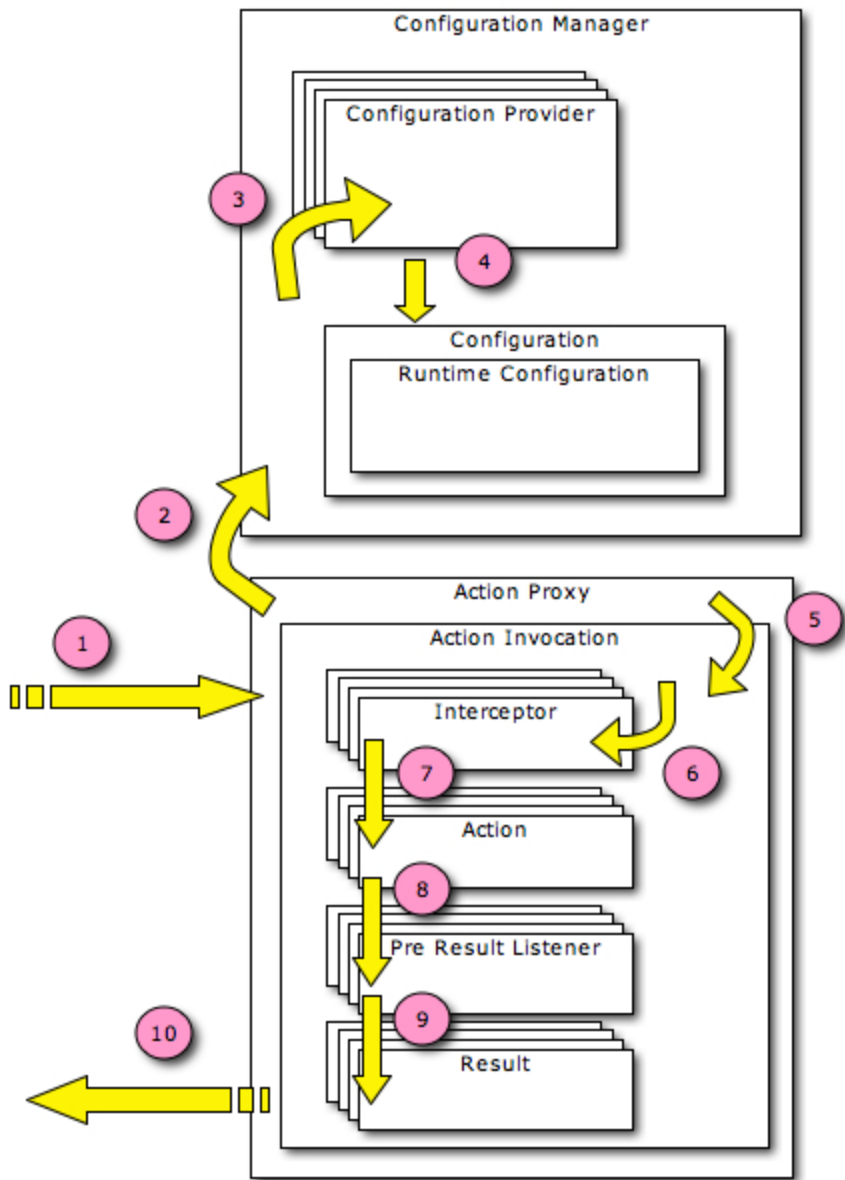 Configuration Manager
Configuration Provider
3
4
Configuration
Runtime Configuration
2
Action Proxy
5
Action Invocation
1
Interceptor
6
7
Action
8
Pre Result Listener
9
10
Result